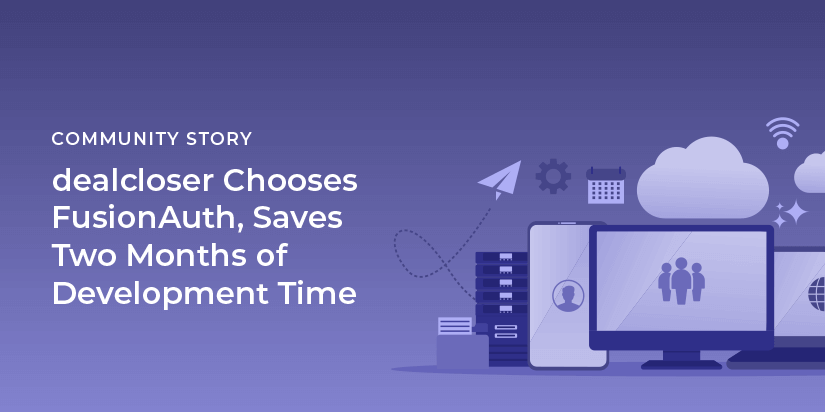 COMMUNITY STORY
dealcloser Chooses
FusionAuth, Saves
Two Months of
Development Time